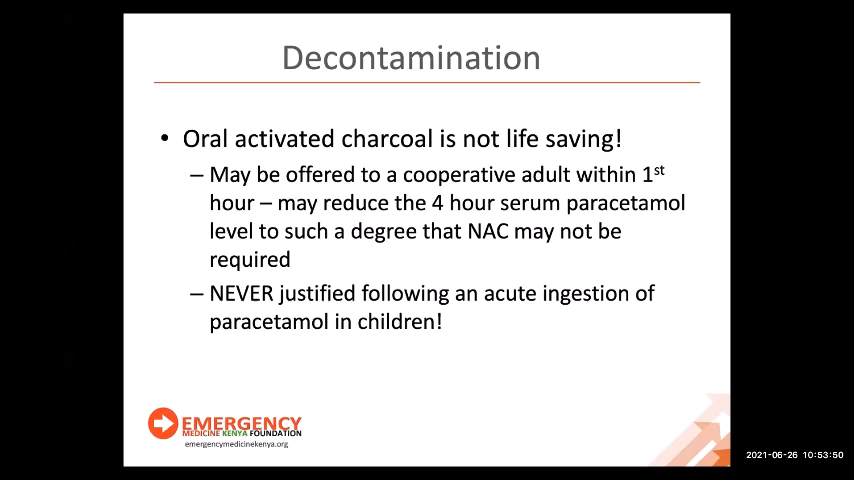 Decontamination
• Oral activated charcoal is not life saving!
– May be offered to a cooperative adult within 1st
hour – may reduce the 4 hour serum paracetamol
level to such a degree that NAC may not be
required
– NEVER justified following an acute ingestion of
paracetamol in children!
EMERGENCY
MEDICINE KENYA FOUNDATION
emergencymedicinekenya.org
2021-06-26 10:53:50